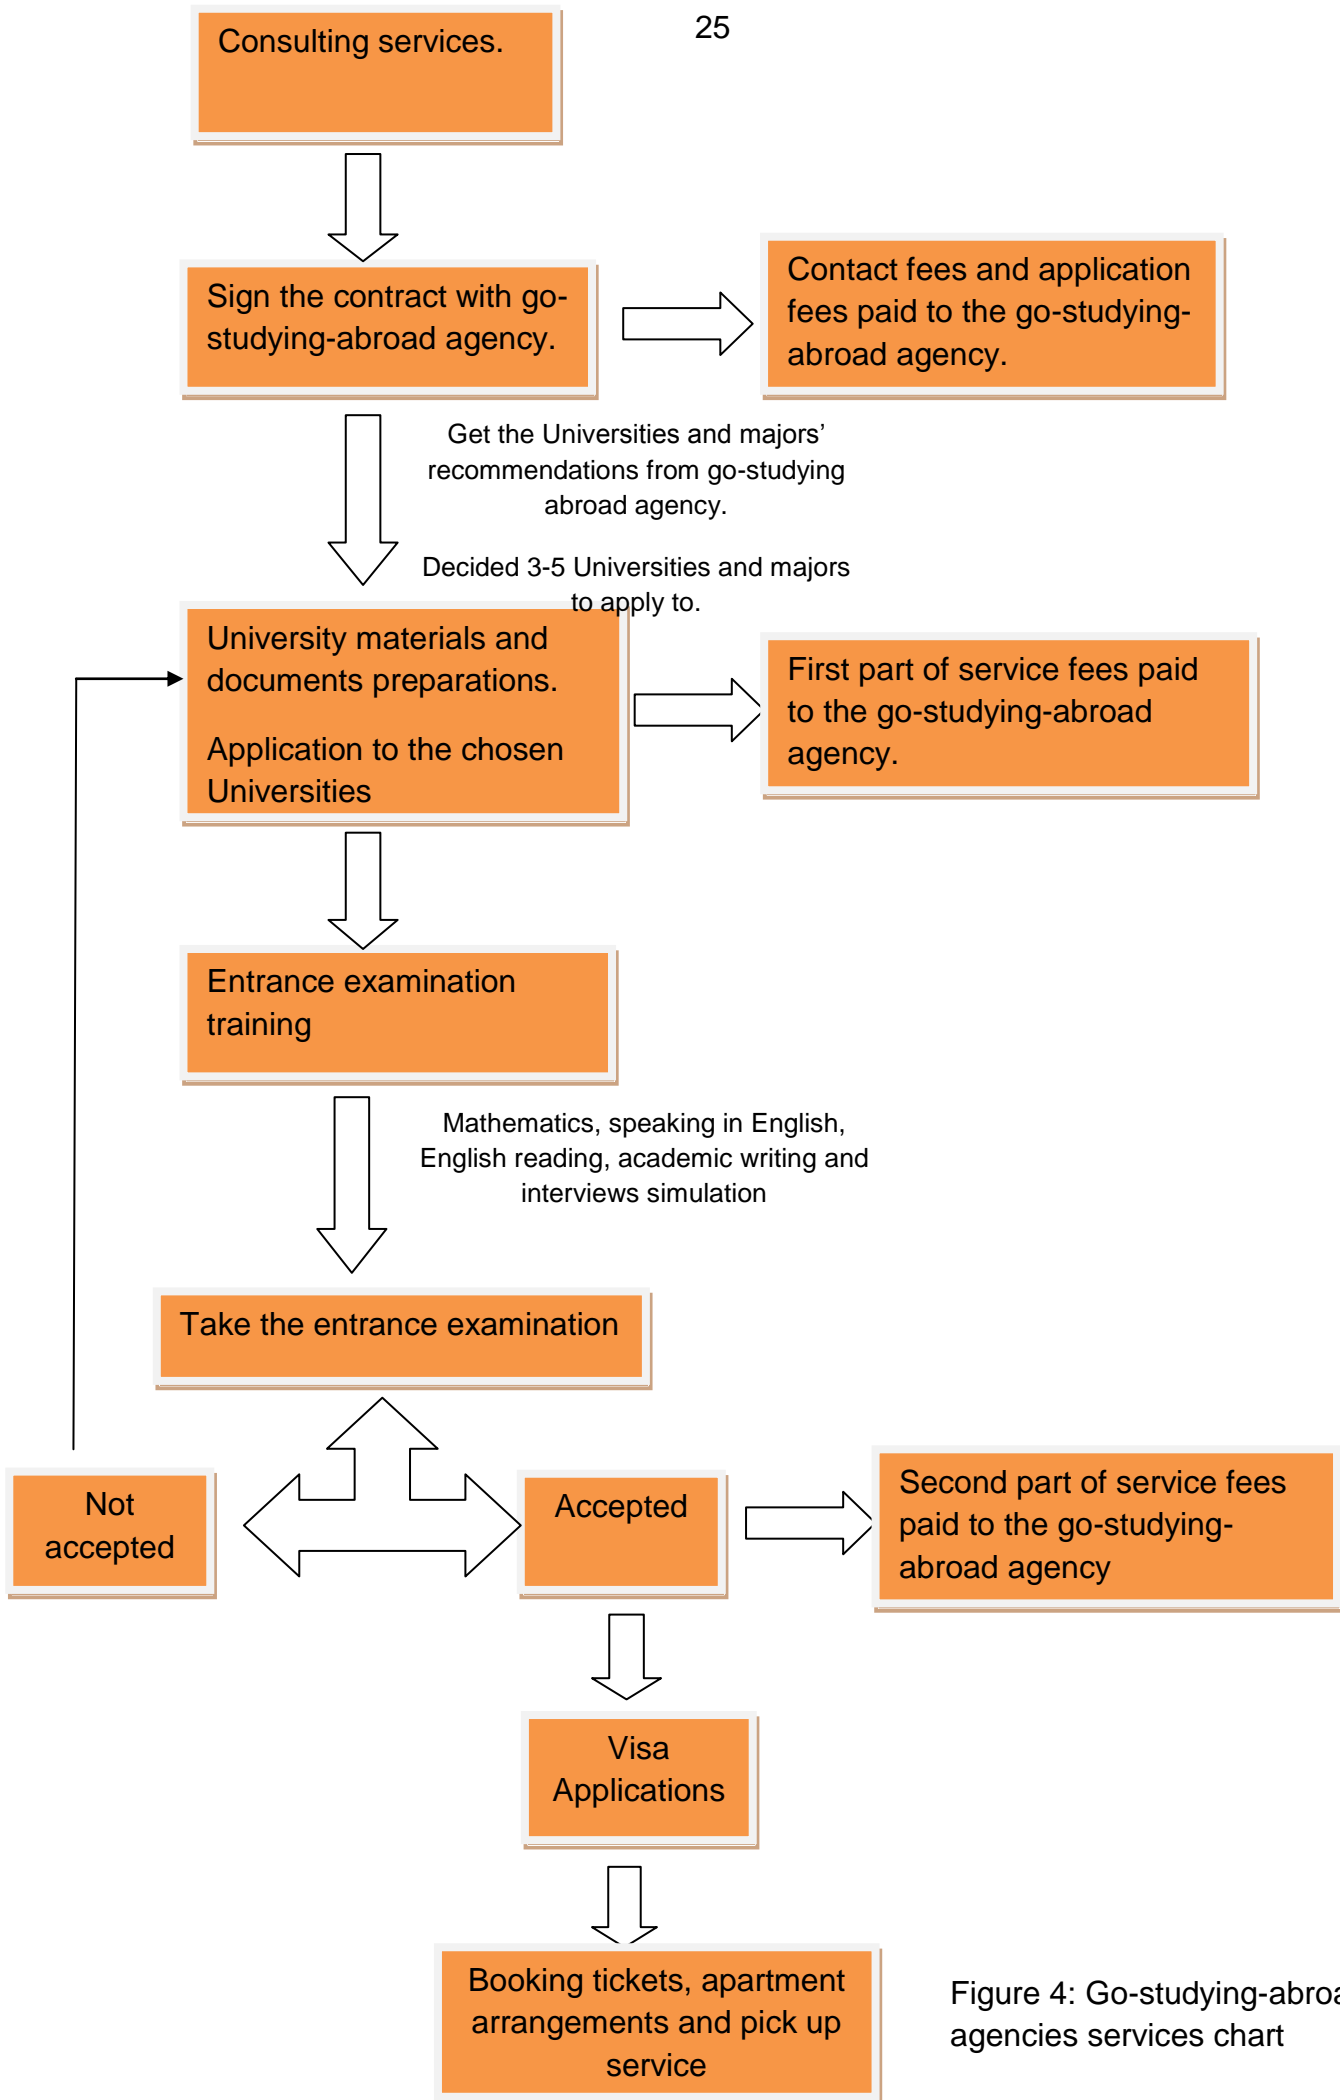 25
Consulting services.
Sign the contract with go-
studying-abroad agency.
Contact fees and application
fees paid to the go-studying-
abroad agency.
Get the Universities and majors’
recommendations from go-studying
abroad agency.
Decided 3-5 Universities and majors
to apply to.
University materials and
documents preparations.
Application to the chosen
Universities
First part of service fees paid
to the go-studying-abroad
agency.
Entrance examination
training
Mathematics, speaking in English,
English reading, academic writing and
interviews simulation
Take the entrance examination
Not
accepted
Accepted
Second part of service fees
paid to the go-studying-
abroad agency
Visa
Applications
Booking tickets, apartment
arrangements and pick up
service
Figure 4: Go-studying-abroa
agencies services chart